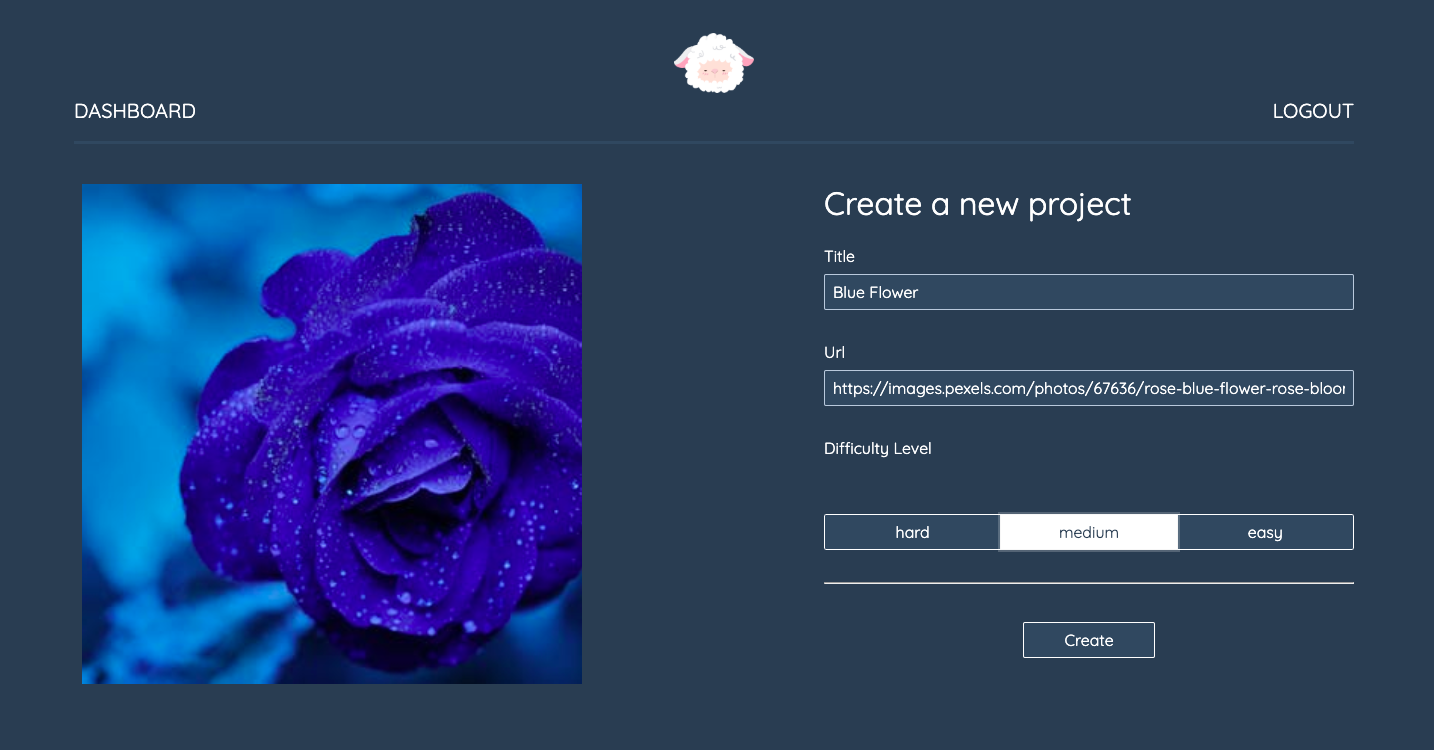 DASHBOARD
LOGOUT
Create a new project
Title
Blue Flower
Url
https://images.pexels.com/photos/67636/rose-blue-flower-rose-bloor
Difficulty Level
hard
medium
easy
Create